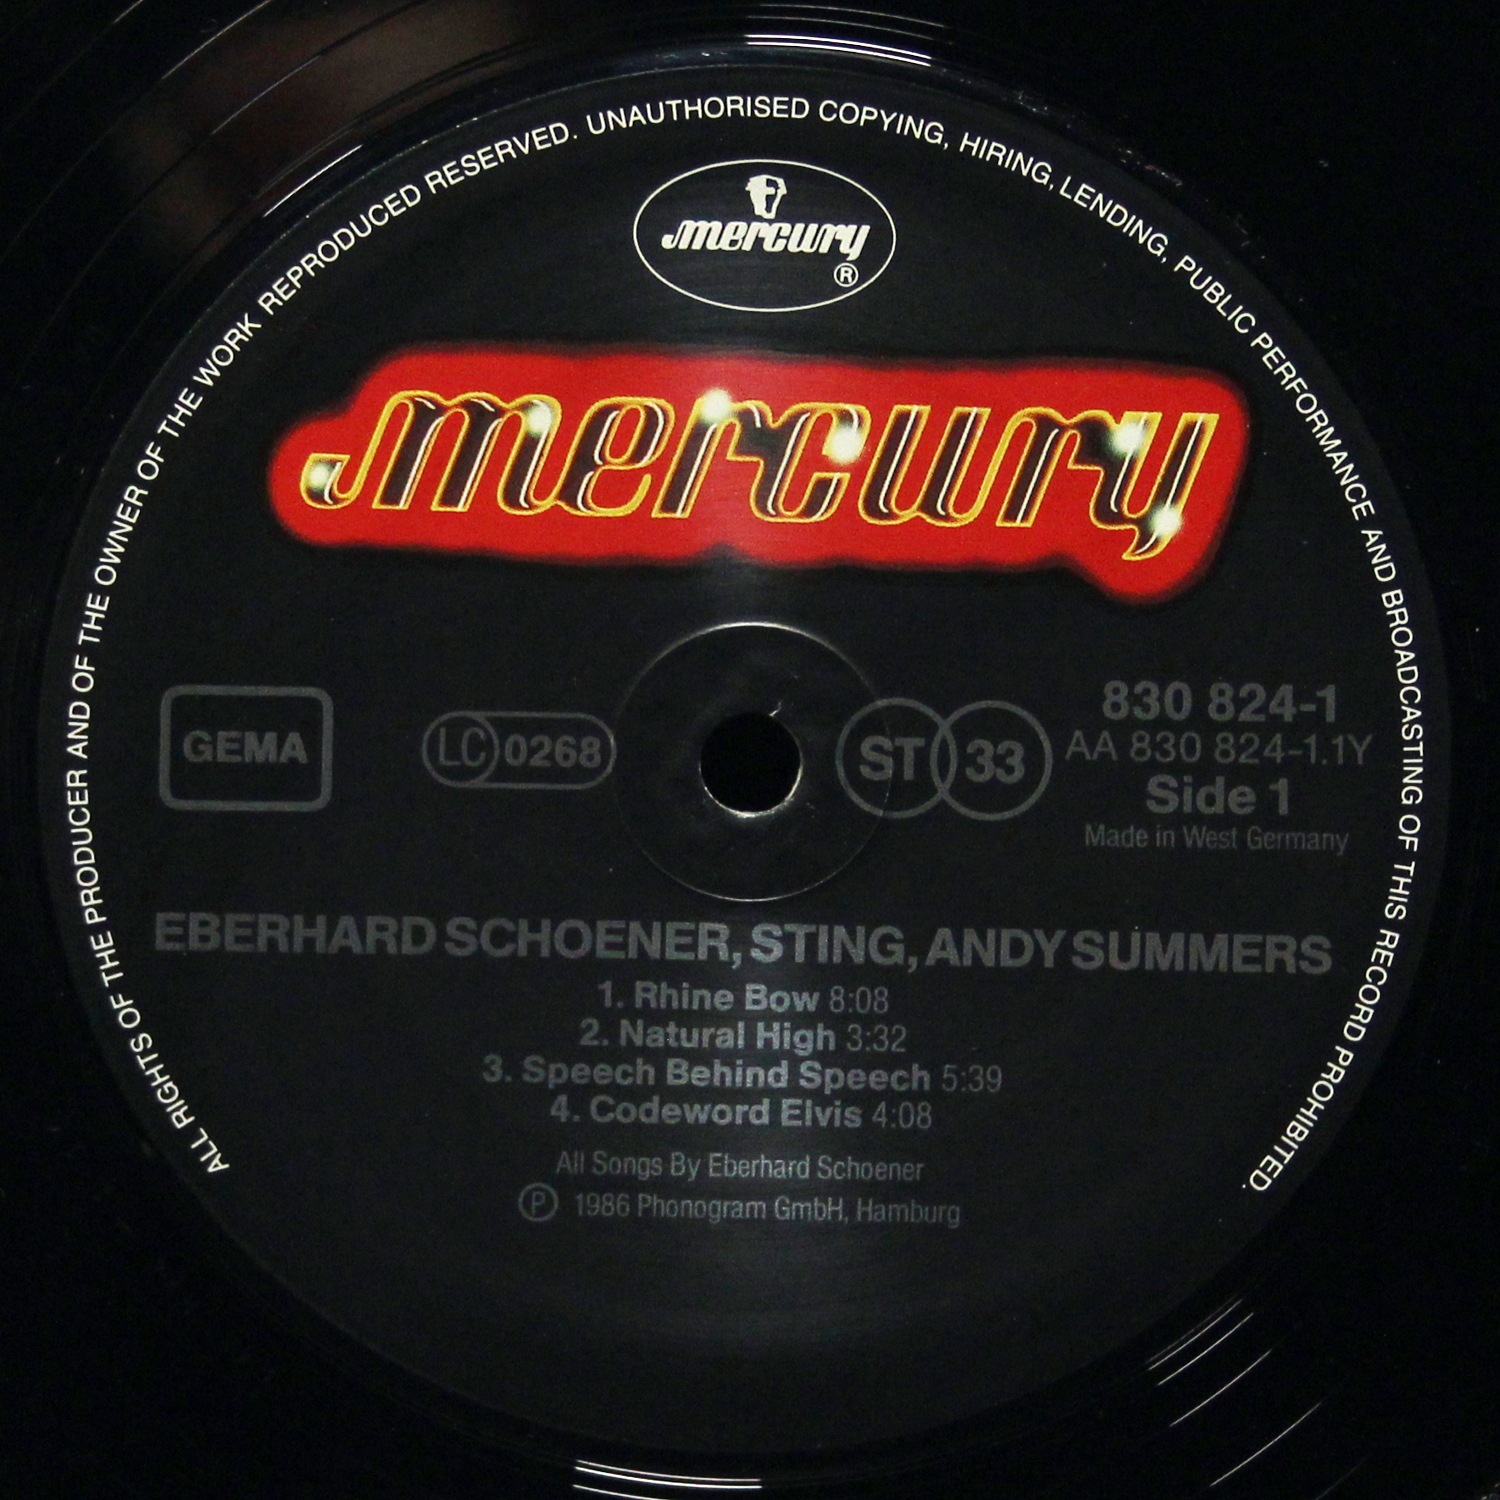 ALL RIGHTS OF THE PRODUCER AND OF THE OWNER OF THE WORK REPRODUCED RESERVED. UNAUTHORISED COPYING, HIRING, LENDING, PUBLIC PERFORMANCE AND BROADCASTING OF THIS RECORD PROHIBITED.
mercury
®
mercury
GEMA
LC 0268
ST 33
830 824-1
AA 830 824-1.1Y
Side 1
Made in West Germany
EBERHARD SCHOENER, STING, ANDY SUMMERS
1. Rhine Bow 8:08
2. Natural High 3:32
3. Speech Behind Speech 5:39
4. Codeword Elvis 4:08
All Songs By Eberhard Schoener
Ⓟ 1986 Phonogram GmbH, Hamburg